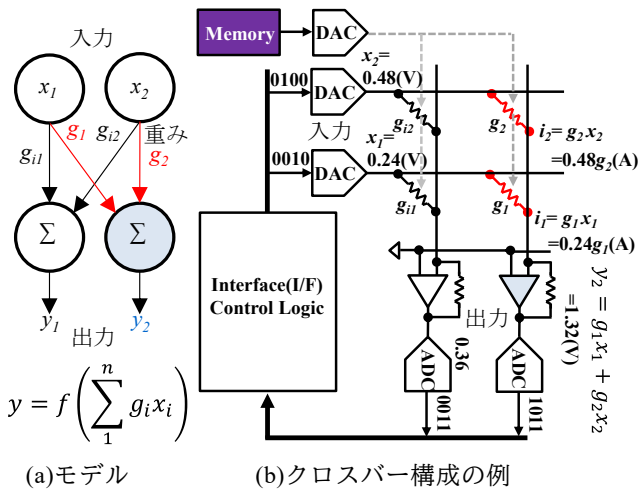 入力
x1
x2
gi1
g1
gi2
重み
g2
Σ
Σ
y1
y2
出力
y = f(∑ 1 n gixi)
(a)モデル
Memory
DAC
x2=
0.48(V)
0100
DAC
入力
gi2
g2
i2= g2x2
=0.48g2(A)
x1=
0.24(V)
0010
DAC
gi1
g1
i1= g1x1
=0.24g1(A)
Interface(I/F)
Control Logic
出力
y2 = g1x1 + g2x2
=1.32(V)
0.36
ADC
ADC
0011
1011
(b)クロスバー構成の例